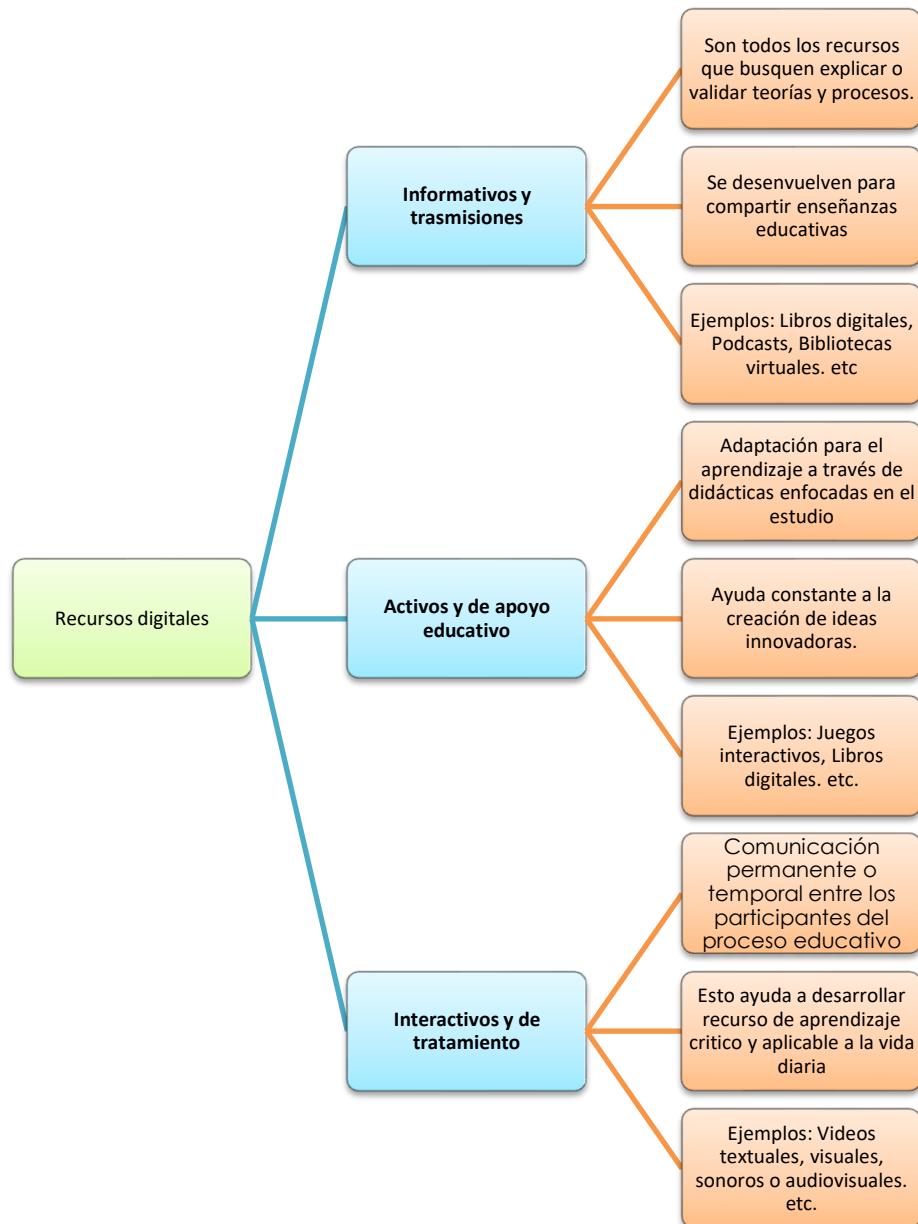 Recursos digitales
Informativos y
trasmisiones
Son todos los recursos
que busquen explicar o
validar teorías y procesos.
Se desenvuelven para
compartir enseñanzas
educativas
Ejemplos: Libros digitales,
Podcasts, Bibliotecas
virtuales. etc
Activos y de apoyo
educativo
Adaptación para el
aprendizaje a través de
didácticas enfocadas en el
estudio
Ayuda constante a la
creación de ideas
innovadoras.
Ejemplos: Juegos
interactivos, Libros
digitales. etc.
Interactivos y de
tratamiento
Comunicación
permanente o
temporal entre los
participantes del
proceso educativo
Esto ayuda a desarrollar
recurso de aprendizaje
critico y aplicable a la vida
diaria
Ejemplos: Videos
textuales, visuales,
sonoros o audiovisuales.
etc.